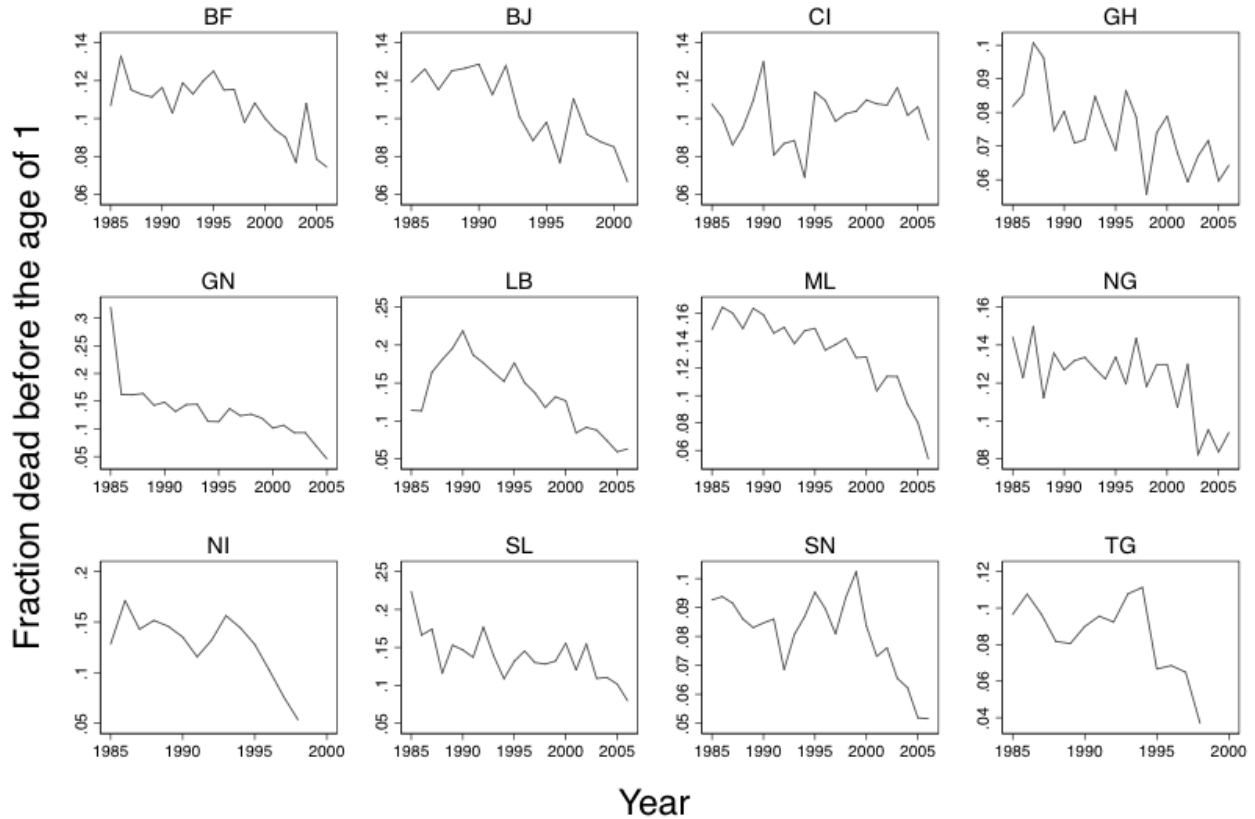 Fraction dead before the age of 1
BF
.14
.12
.1
.08
.06
1985 1990 1995 2000 2005
BJ
.14
.12
.1
.08
.06
1985 1990 1995 2000
CI
.14
.12
.1
.08
.06
1985 1990 1995 2000 2005
GH
.1
.09
.08
.07
.06
1985 1990 1995 2000 2005
GN
.3
.25
.2
.15
.1
.05
1985 1990 1995 2000 2005
LB
.25
.2
.15
.1
.05
1985 1990 1995 2000 2005
ML
.16
.14
.12
.1
.08
.06
1985 1990 1995 2000 2005
NG
.16
.14
.12
.1
.08
1985 1990 1995 2000 2005
NI
.2
.15
.1
.05
1985 1990 1995 2000
SL
.25
.2
.15
.1
.05
1985 1990 1995 2000 2005
SN
.1
.09
.08
.07
.06
.05
1985 1990 1995 2000 2005
TG
.12
.1
.08
.06
.04
1985 1990 1995 2000
Year